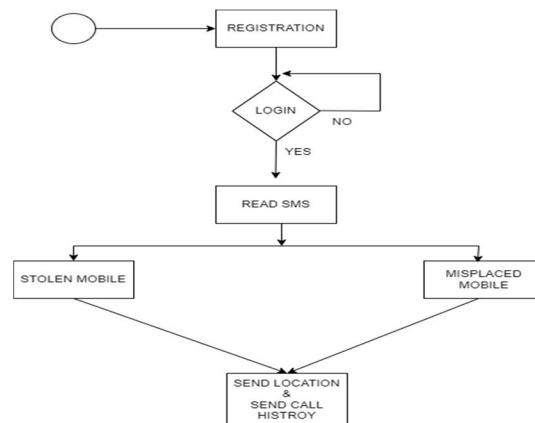 REGISTRATION
LOGIN
NO
YES
READ SMS
STOLEN MOBILE
MISPLACED
MOBILE
SEND LOCATION
&
SEND CALL
HISTROY